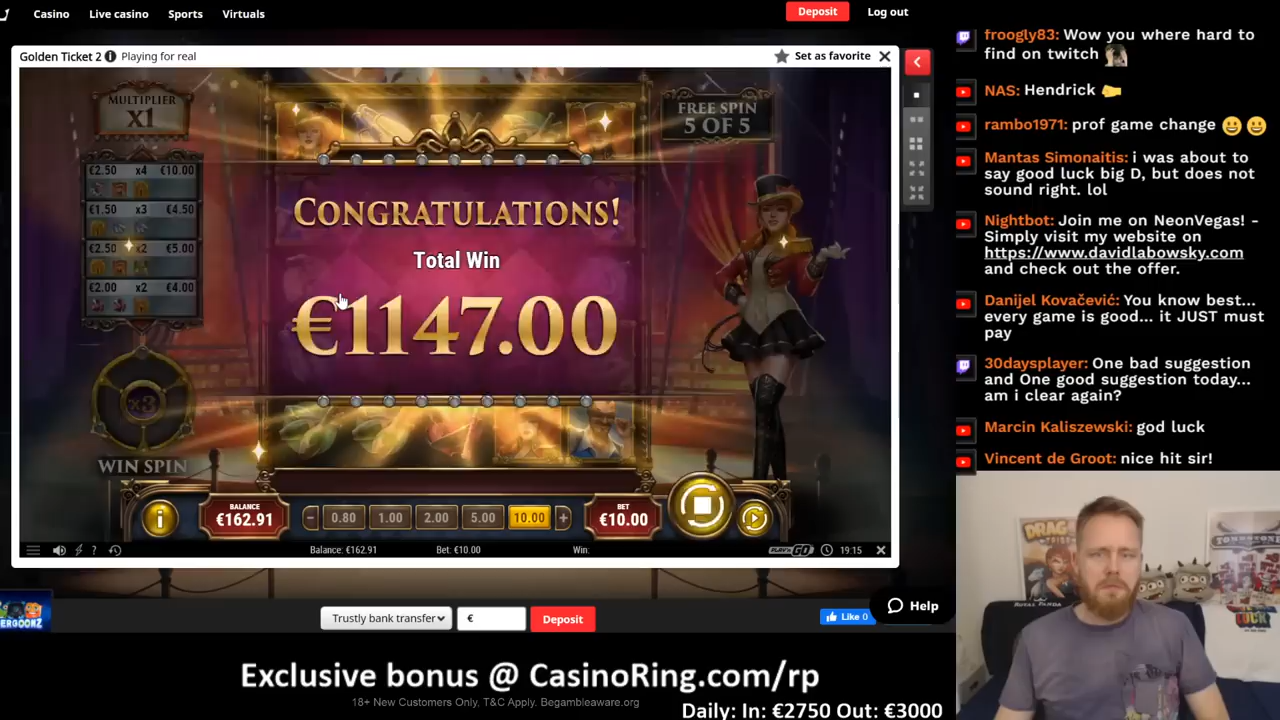 Casino
Live casino
Sports
Virtuals
Deposit
Log out
Golden Ticket 2
Playing for real
Set as favorite
MULTIPLIER
X1
€2.50 x4 €10.00
€1.50 x3 €4.50
€2.50 x2 €5.00
€2.00 x2 €4.00
x3
WIN SPIN
FREE SPIN
5 OF 5
CONGRATULATIONS!
Total Win
€1147.00
BALANCE
€162.91
0.80
1.00
2.00
5.00
10.00
BET
€10.00
Balance: €162.91
Bet: €10.00
Win:
PLAY'N GO
19:15
Trustly bank transfer
€
Deposit
Like 0
Help
Exclusive bonus @ CasinoRing.com/rp
18+ New Customers Only, T&C Apply. Begambleaware.org
Daily: In: €2750 Out: €3000
froogly83: Wow you where hard to
find on twitch
NAS: Hendrick
rambo1971: prof game change
Mantas Simonaitis: i was about to
say good luck big D, but does not
sound right. lol
Nightbot: Join me on NeonVegas! -
Simply visit my website on
https://www.davidlabowsky.com
and check out the offer.
Danijel Kovačević: You know best...
every game is good... it JUST must
pay
30daysplayer: One bad suggestion
and One good suggestion today...
am i clear again?
Marcin Kaliszewski: god luck
Vincent de Groot: nice hit sir!